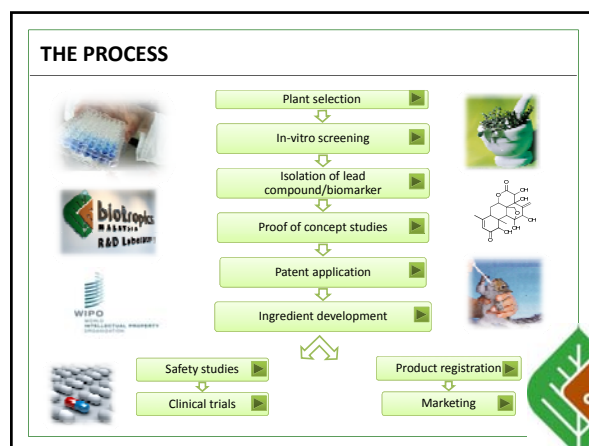 THE PROCESS
Plant selection
In-vitro screening
Isolation of lead
compound/biomarker
Proof of concept studies
Patent application
Ingredient development
Safety studies
Clinical trials
Product registration
Marketing
biotropics
MALAYSIA
R&D Laboratory
WIPO
WORLD
INTELLECTUAL PROPERTY
ORGANIZATION
O
O
OH
OH
O
OH
OH
O